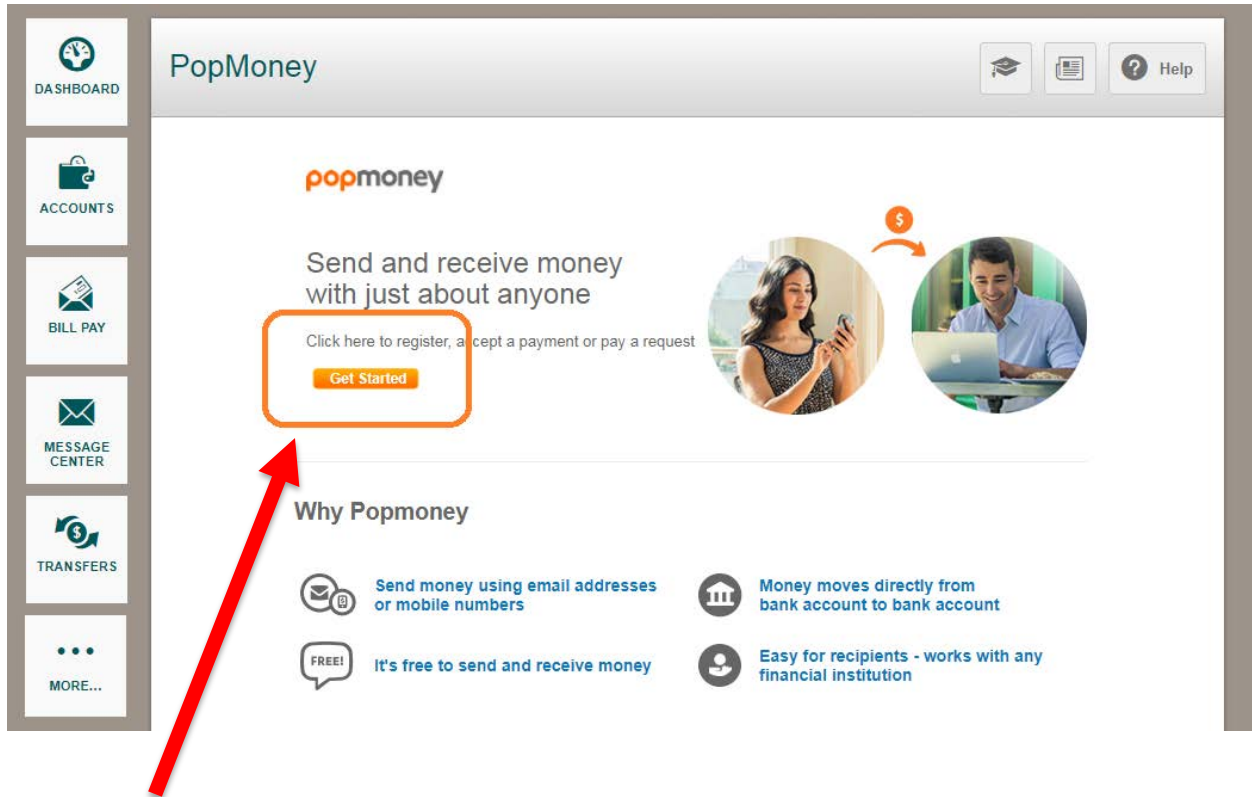 DASHBOARD
ACCOUNTS
BILL PAY
MESSAGE
CENTER
TRANSFERS
MORE...
PopMoney
Help
popmoney
$
Send and receive money
with just about anyone
Click here to register, accept a payment or pay a request
Get Started
Why Popmoney
Send money using email addresses
or mobile numbers
Money moves directly from
bank account to bank account
FREE!
It's free to send and receive money
Easy for recipients - works with any
financial institution